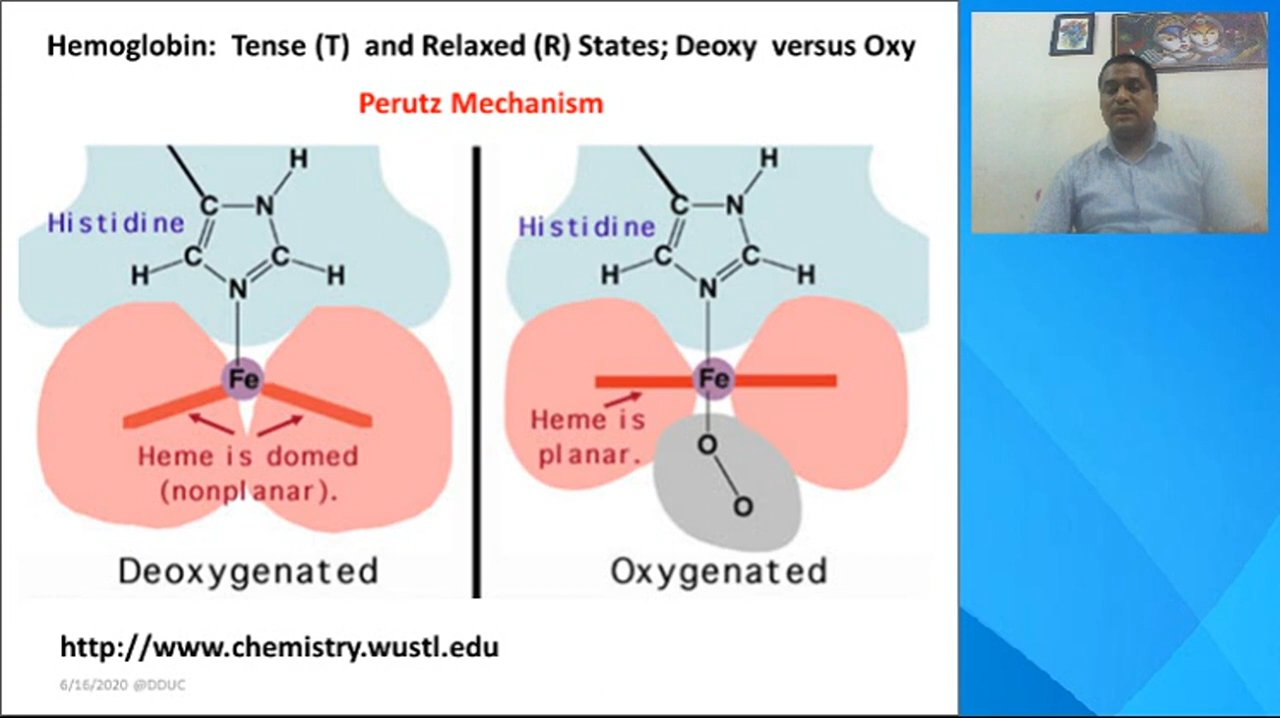 Hemoglobin: Tense (T) and Relaxed (R) States; Deoxy versus Oxy
Perutz Mechanism
H
Histidine
C
N
C
C
H
H
N
Fe
Heme is domed
(nonplanar).
Deoxygenated
H
Histidine
C
N
C
C
H
H
N
Fe
Heme is
planar.
O
O
Oxygenated
http://www.chemistry.wustl.edu
6/16/2020 @DDUC